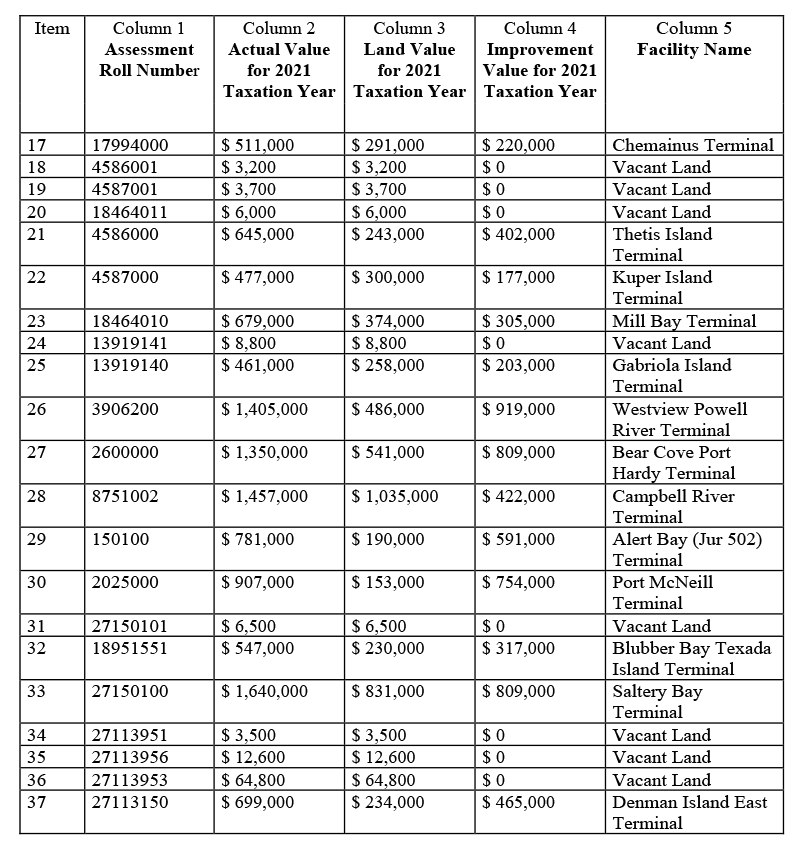 Item Column 1 Column 2 Column 3 Column 4 Column 5
Assessment Actual Value Land Value Improvement Facility Name
Roll Number for 2021 for 2021 Value for 2021
Taxation Year Taxation Year Taxation Year
17 17994000 $ 511,000 $ 291,000 $ 220,000 Chemainus Terminal
18 4586001 $ 3,200 $ 3,200 $ 0 Vacant Land
19 4587001 $ 3,700 $ 3,700 $ 0 Vacant Land
20 18464011 $ 6,000 $ 6,000 $ 0 Vacant Land
21 4586000 $ 645,000 $ 243,000 $ 402,000 Thetis Island
Terminal
22 4587000 $ 477,000 $ 300,000 $ 177,000 Kuper Island
Terminal
23 18464010 $ 679,000 $ 374,000 $ 305,000 Mill Bay Terminal
24 13919141 $ 8,800 $ 8,800 $ 0 Vacant Land
25 13919140 $ 461,000 $ 258,000 $ 203,000 Gabriola Island
Terminal
26 3906200 $ 1,405,000 $ 486,000 $ 919,000 Westview Powell
River Terminal
27 2600000 $ 1,350,000 $ 541,000 $ 809,000 Bear Cove Port
Hardy Terminal
28 8751002 $ 1,457,000 $ 1,035,000 $ 422,000 Campbell River
Terminal
29 150100 $ 781,000 $ 190,000 $ 591,000 Alert Bay (Jur 502)
Terminal
30 2025000 $ 907,000 $ 153,000 $ 754,000 Port McNeill
Terminal
31 27150101 $ 6,500 $ 6,500 $ 0 Vacant Land
32 18951551 $ 547,000 $ 230,000 $ 317,000 Blubber Bay Texada
Island Terminal
33 27150100 $ 1,640,000 $ 831,000 $ 809,000 Saltery Bay
Terminal
34 27113951 $ 3,500 $ 3,500 $ 0 Vacant Land
35 27113956 $ 12,600 $ 12,600 $ 0 Vacant Land
36 27113953 $ 64,800 $ 64,800 $ 0 Vacant Land
37 27113150 $ 699,000 $ 234,000 $ 465,000 Denman Island East
Terminal